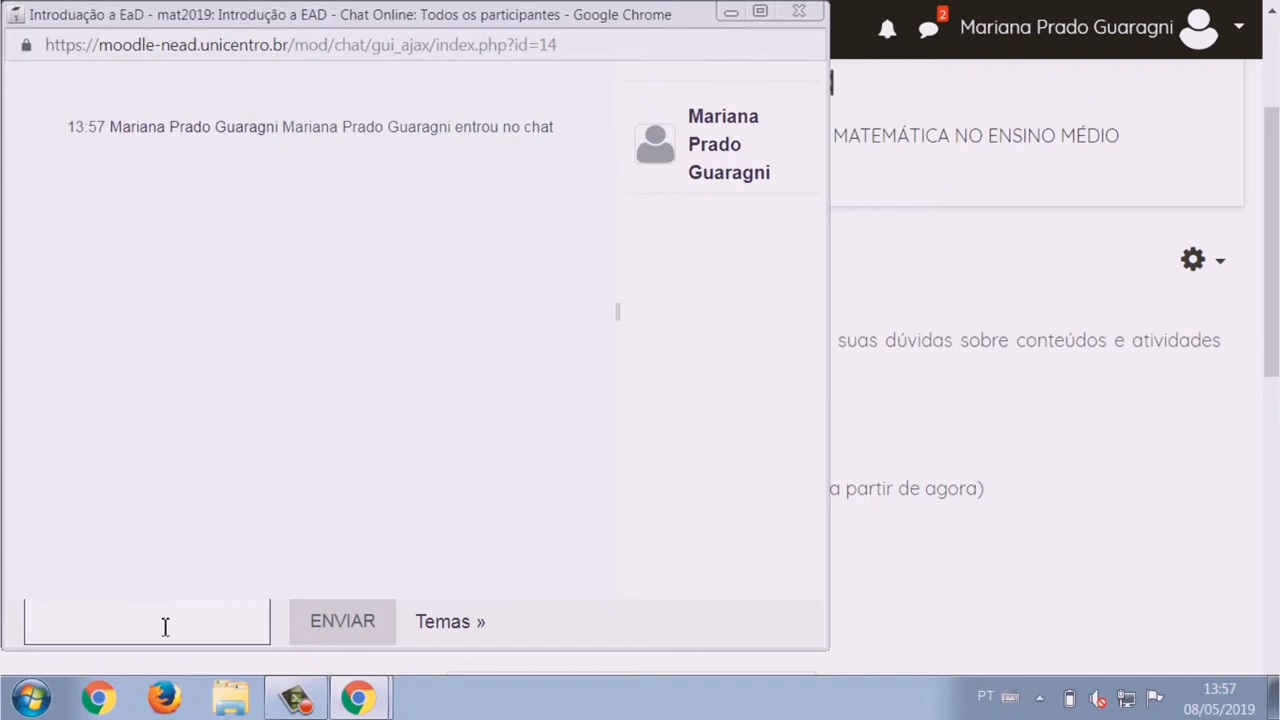 Introduação a EaD - mat2019: Introdução a EAD - Chat Online: Todos os participantes - Google Chrome
https://moodle-nead.unicentro.br/mod/chat/gui_ajax/index.php?id=14
2
Mariana Prado Guaragni
13:57 Mariana Prado Guaragni Mariana Prado Guaragni entrou no chat
Mariana
Prado
Guaragni
MATEMÁTICA NO ENSINO MÉDIO
suas dúvidas sobre conteúdos e atividades
a partir de agora)
ENVIAR
Temas »
PT
13:57
08/05/2019